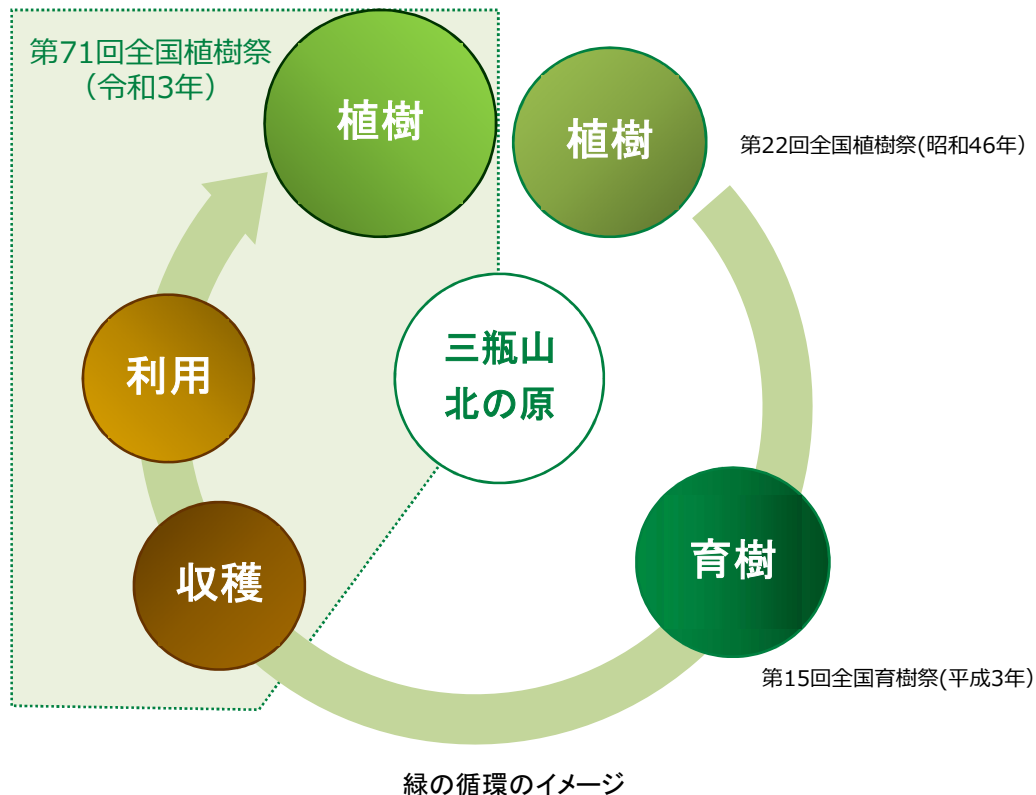 第71回全国植樹祭
（令和3年）
植樹
植樹
第22回全国植樹祭(昭和46年)
三瓶山
北の原
利用
収穫
育樹
第15回全国育樹祭(平成3年)
緑の循環のイメージ